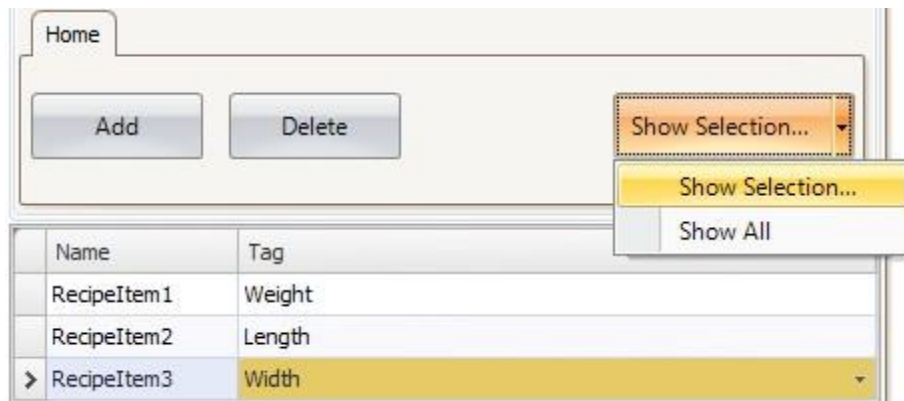 Home
Add Delete Show Selection...
Show Selection...
Show All
Name Tag
RecipeItem1 Weight
RecipeItem2 Length
RecipeItem3 Width